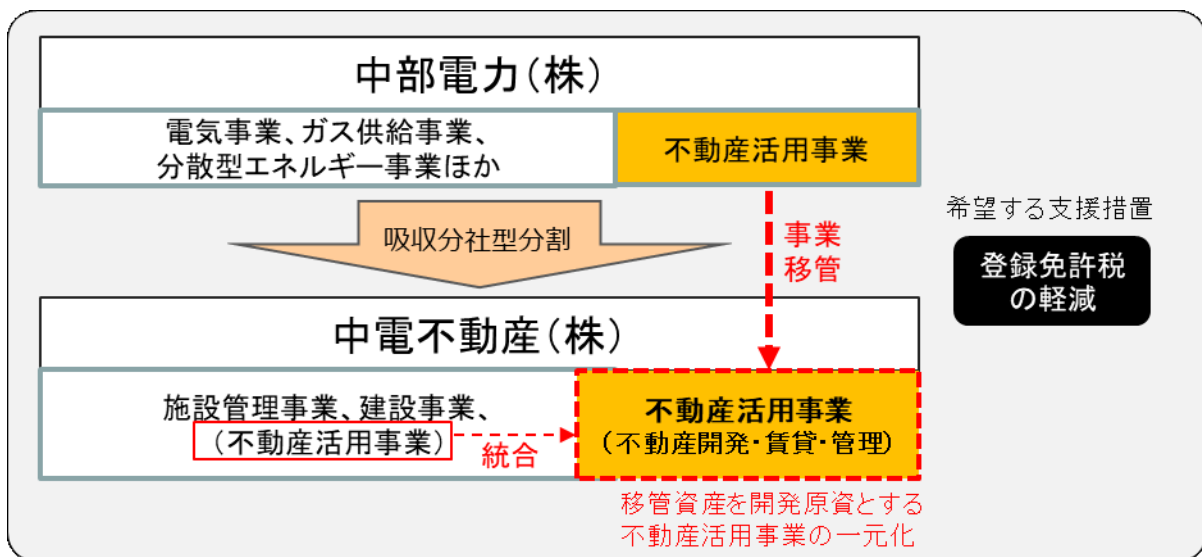 中部電力(株)
電気事業、ガス供給事業、
分散型エネルギー事業ほか
不動産活用事業
吸収分社型分割
事業
移管
希望する支援措置
登録免許税
の軽減
中電不動産(株)
施設管理事業、建設事業、
(不動産活用事業)
統合
不動産活用事業
(不動産開発・賃貸・管理)
移管資産を開発原資とする
不動産活用事業の一元化